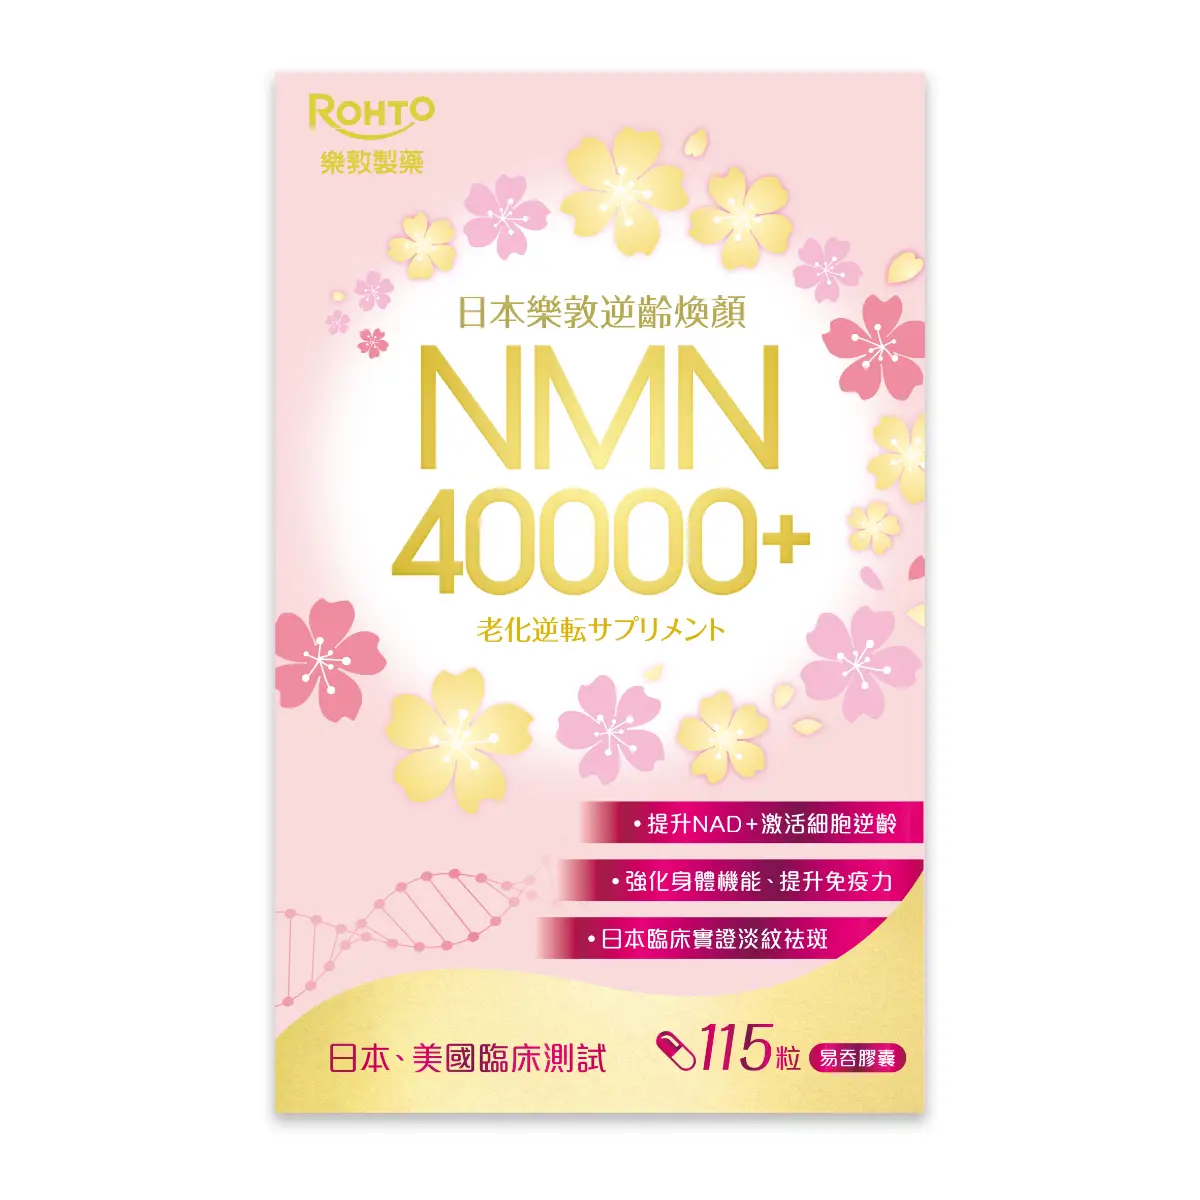 ROHTO
樂敦製藥
日本樂敦逆齡煥顏
NMN
40000+
老化逆転サプリメント
•提升NAD+激活細胞逆齡
•強化身體機能、提升免疫力
•日本臨床實證淡紋祛斑
日本、美國臨床測試
115粒 易吞膠囊